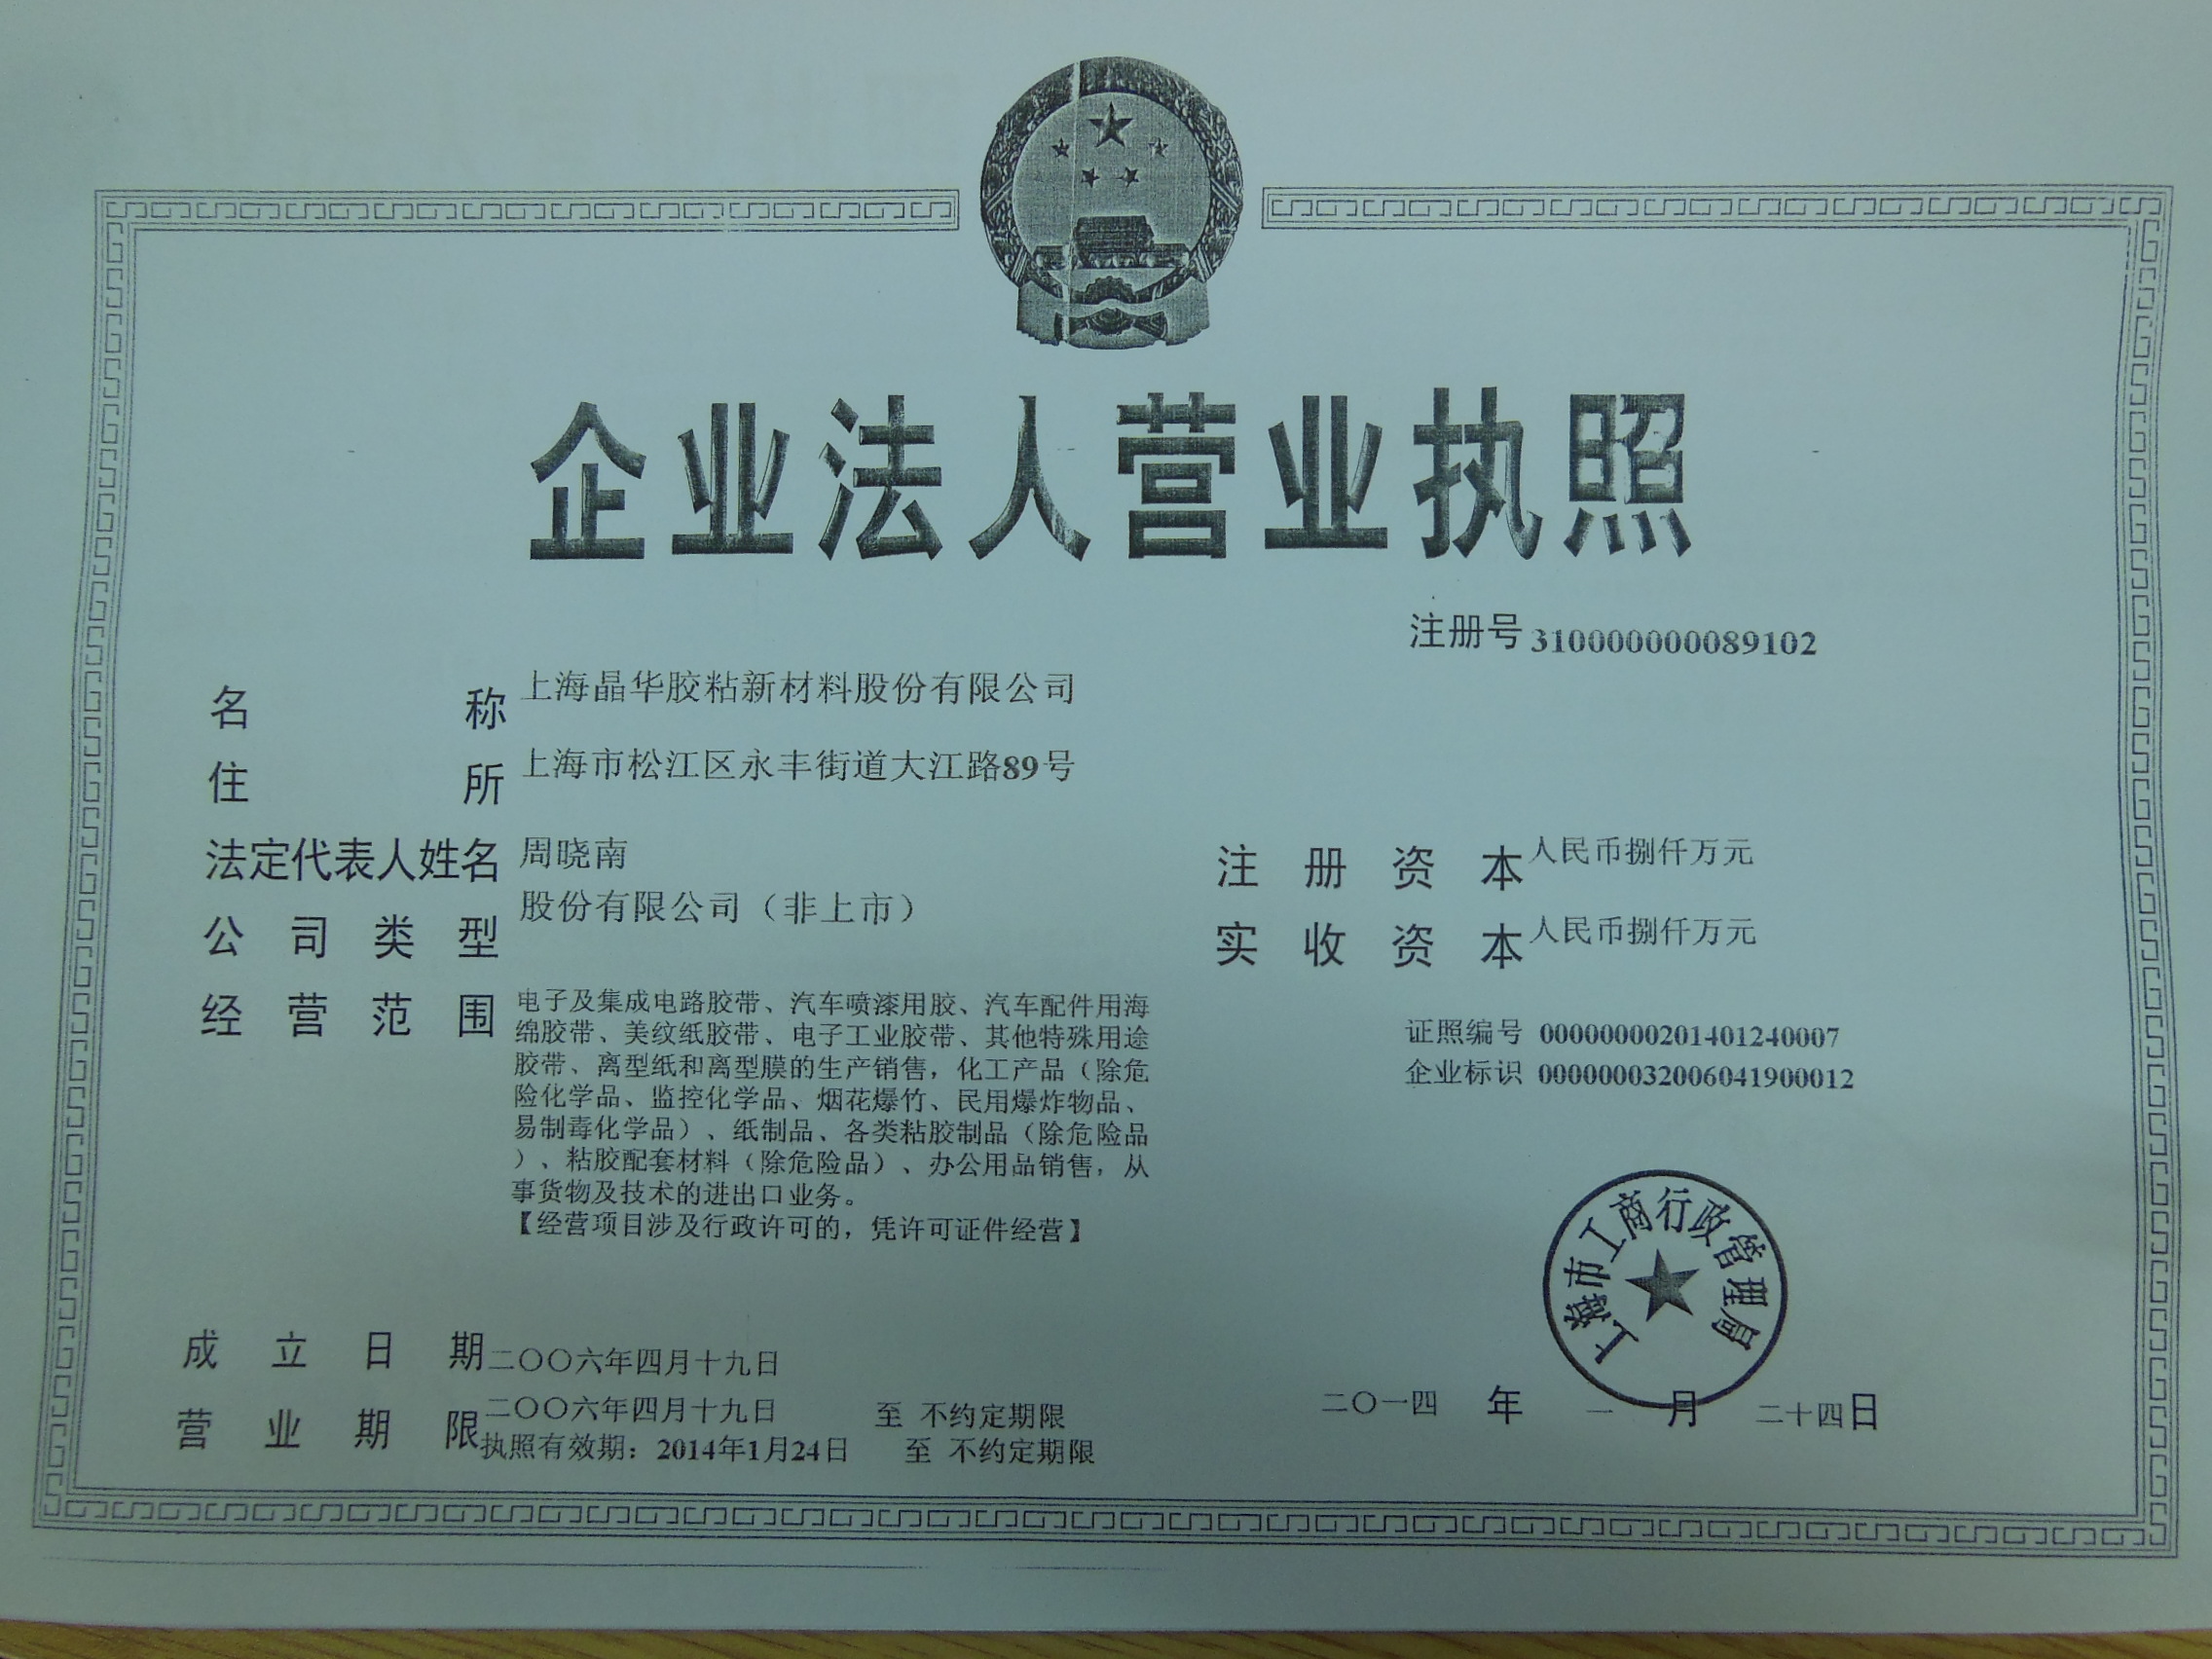 企业法人营业执照
注册号 310000000089102
名称 上海晶华胶粘新材料股份有限公司
住所 上海市松江区永丰街道大江路89号
法定代表人姓名 周晓南
公司类型 股份有限公司（非上市）
注册资本 人民币捌仟万元
实收资本 人民币捌仟万元
经营范围 电子及集成电路胶带、汽车喷漆用胶、汽车配件用海
绵胶带、美纹纸胶带、电子工业胶带、其他特殊用途
胶带、离型纸和离型膜的生产销售，化工产品（除危
险化学品、监控化学品、烟花爆竹、民用爆炸物品、
易制毒化学品）、纸制品、各类粘胶制品（除危险品
）、粘胶配套材料（除危险品）、办公用品销售，从
事货物及技术的进出口业务。
【经营项目涉及行政许可的，凭许可证件经营】
证照编号 00000000201401240007
企业标识 000000032006041900012
上海市工商行政管理局
成立日期 二〇〇六年四月十九日
营业期限 二〇〇六年四月十九日 至 不约定期限
执照有效期：2014年1月24日 至 不约定期限
二〇一四 年 一 月 二十四日